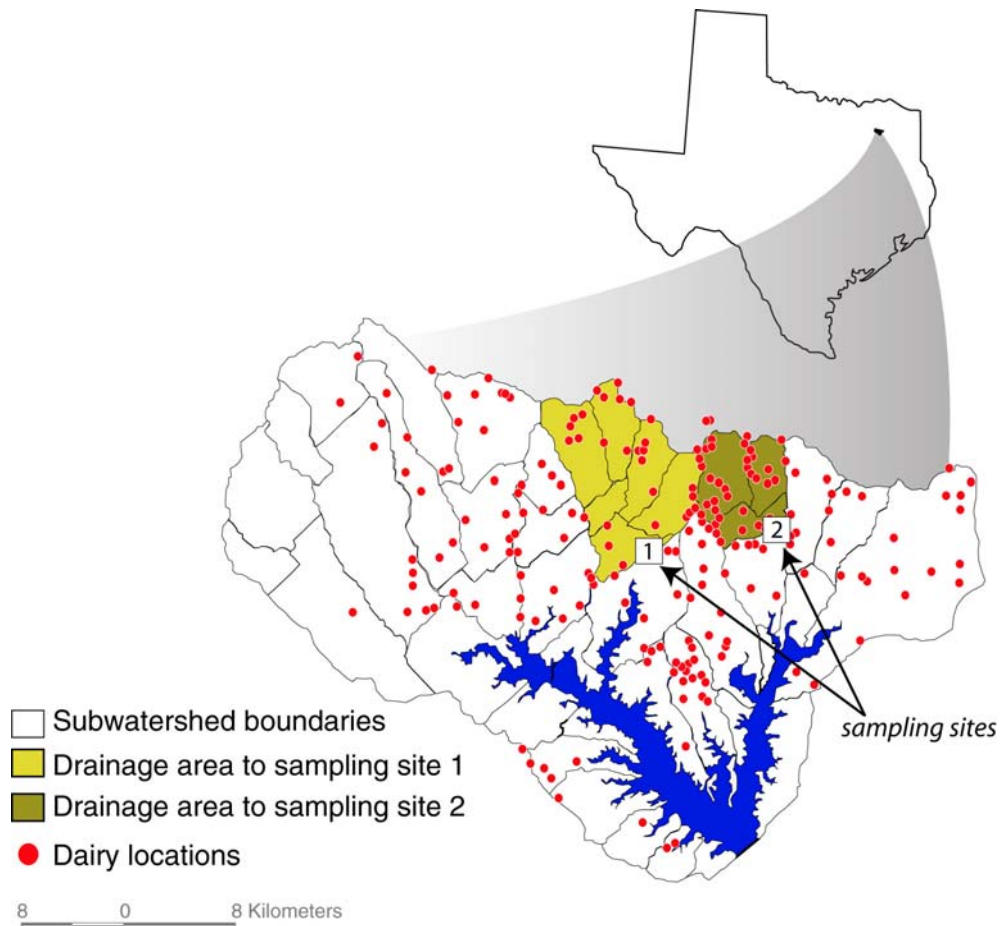 1
2
sampling sites
Subwatershed boundaries
Drainage area to sampling site 1
Drainage area to sampling site 2
Dairy locations
8 0 8 Kilometers